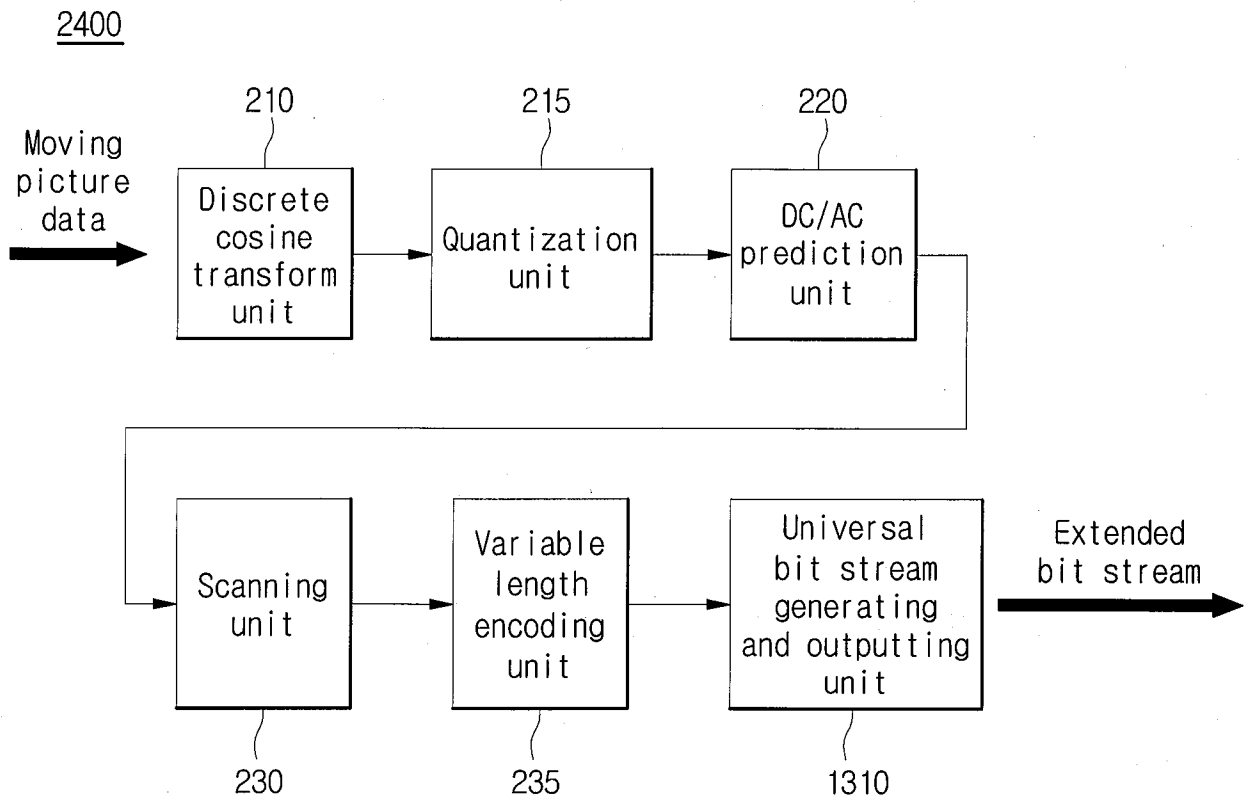 2400
210
215
220
Moving
picture
data
Discrete
cosine
transform
unit
Quantization
unit
DC/AC
prediction
unit
Scanning
unit
Variable
length
encoding
unit
Universal
bit stream
generating
and outputting
unit
Extended
bit stream
230
235
1310